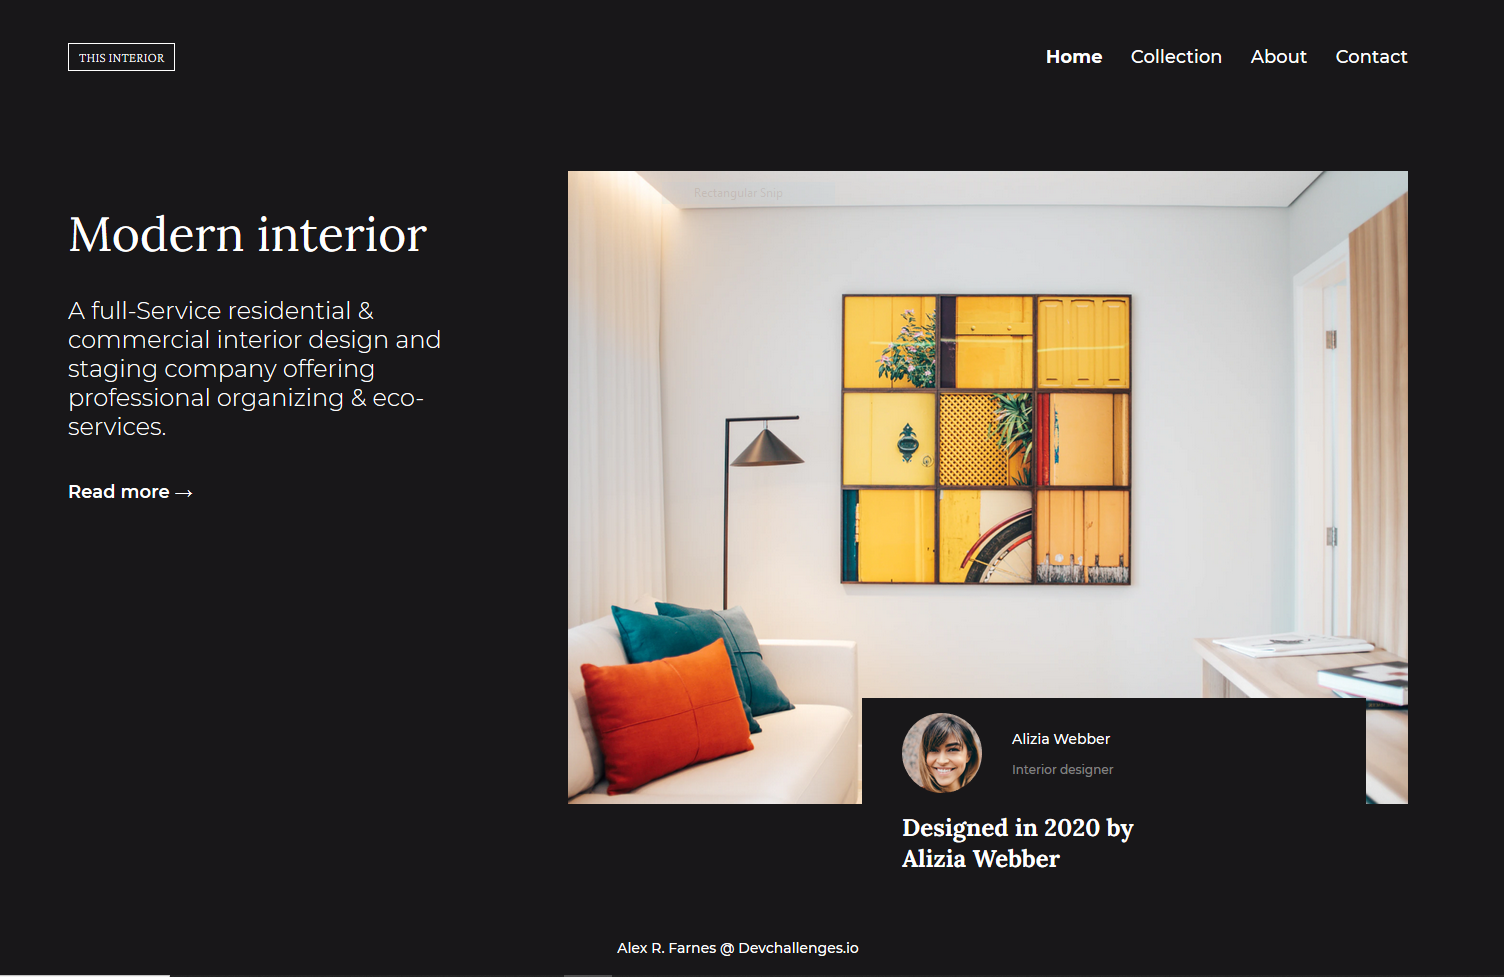 THIS INTERIOR
Home Collection About Contact
Rectangular Snip
Modern interior
A full-Service residential &
commercial interior design and
staging company offering
professional organizing & eco-
services.
Read more →
Alizia Webber
Interior designer
Designed in 2020 by
Alizia Webber
Alex R. Farnes @ Devchallenges.io